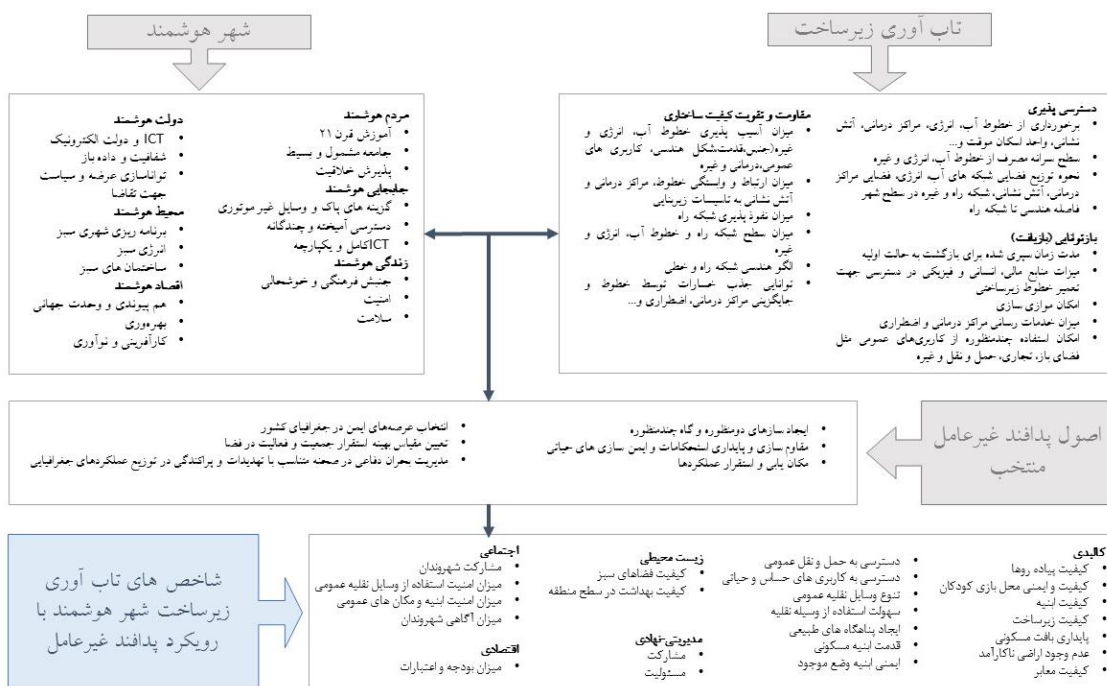 تاب آوری زیرساخت
شهر هوشمند
دسترسی پذیری
برخورداری از خطوط آب، انرژی، مراکز درمانی، آتش
نشانی، واحد اسکان موقت و...
سطح سرانه مصرف از خطوط آب، انرژی و غیره
نحوه توزیع فضایی شبکه های آب، انرژی، فضایی مراکز
درمانی، آتش نشانی، شبکه راه و غیره در سطح شهر
فاصله هندسی تا شبکه راه
بازتوانایی (بازیافت)
مدت زمان سپری شده برای بازگشت به حالت اولیه
میزات منابع مالی، انسانی و فیزیکی در دسترسی جهت
تعمیر خطوط زیرساختی
امکان موازی سازی
میزان خدمات رسانی مراکز درمانی و اضطراری
امکان استفاده چندمنظوره از کاربری‌های عمومی مثل
فضای باز، تجاری، حمل و نقل و غیره
مقاومت و تقویت کیفیت ساختاری
میزان آسیب پذیری خطوط آب، انرژی و
غیره(جنس،قدمت،شکل هندسی، کاربری های
عمومی،درمانی و غیره
میزان ارتباط و وابستگی خطوط، مراکز درمانی و
آتش نشانی به تاسیسات زیربنایی
میزان نفوذ پذیری شبکه راه
میزان سطح شبکه راه و خطوط آب، انرژی و
غیره
الگو هندسی شبکه راه و خطی
توانایی جذب خسارات توسط خطوط و
جایگزینی مراکز درمانی، اضطراری و...
مردم هوشمند
آموزش قرن ۲۱
جامعه مشمول و بسیط
پذیرش خلاقیت
جابجایی هوشمند
گزینه های پاک و وسایل غیر موتوری
دسترسی آمیخته و چندگانه
ICTکامل و یکپارچه
زندگی هوشمند
جنبش فرهنگی و خوشحالی
امنیت
سلامت
دولت هوشمند
ICT و دولت الکترونیک
شفافیت و داده باز
تواناسازی عرضه و سیاست
جهت تقاضا
محیط هوشمند
برنامه ریزی شهری سبز
انرژی سبز
ساختمان های سبز
اقتصاد هوشمند
هم پیوندی و وحدت جهانی
بهره‌وری
کارآفرینی و نوآوری
اصول پدافند غیرعامل
منتخب
ایجاد سازهای دومنظوره و گاه چندمنظوره
مقاوم سازی و پایداری استحکامات و ایمن سازی های حیاتی
مکان یابی و استقرار عملکردها
انتخاب عرصه‌های ایمن در جغرافیای کشور
تعیین مقیاس بهینه استقرار جمعیت و فعالیت در فضا
مدیریت بحران دفاعی در صحنه متناسب با تهدیدات و پراکندگی در توزیع عملکردهای جغرافیایی
کالبدی
کیفیت پیاده روها
کیفیت و ایمنی محل بازی کودکان
کیفیت ابنیه
کیفیت زیرساخت
پایداری بافت مسکونی
عدم وجود اراضی ناکارآمد
کیفیت معابر
دسترسی به حمل و نقل عمومی
دسترسی به کاربری های حساس و حیاتی
تنوع وسایل نقلیه عمومی
سهولت استفاده از وسیله نقلیه
ایجاد پناهگاه های طبیعی
قدمت ابنیه مسکونی
ایمنی ابنیه وضع موجود
زیست محیطی
کیفیت فضاهای سبز
کیفیت بهداشت در سطح منطقه
مدیریتی-نهادی
مشارکت
مسئولیت
اجتماعی
مشارکت شهروندان
میزان امنیت استفاده از وسایل نقلیه عمومی
میزان امنیت ابنیه و مکان های عمومی
میزان آگاهی شهروندان
اقتصادی
میزان بودجه و اعتبارات
شاخص های تاب آوری
زیرساخت شهر هوشمند با
رویکرد پدافند غیرعامل